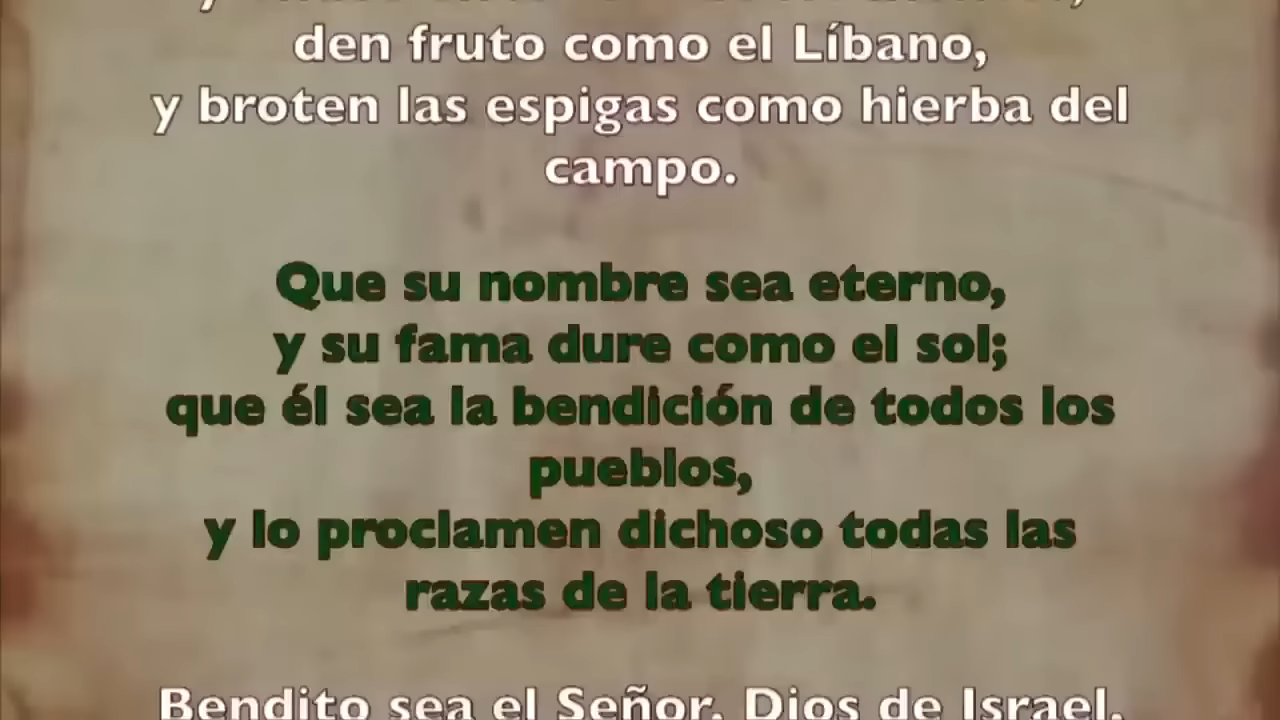 den fruto como el Líbano,
y broten las espigas como hierba del
campo.
Que su nombre sea eterno,
y su fama dure como el sol;
que él sea la bendición de todos los
pueblos,
y lo proclamen dichoso todas las
razas de la tierra.
Bendito sea el Señor, Dios de Israel,